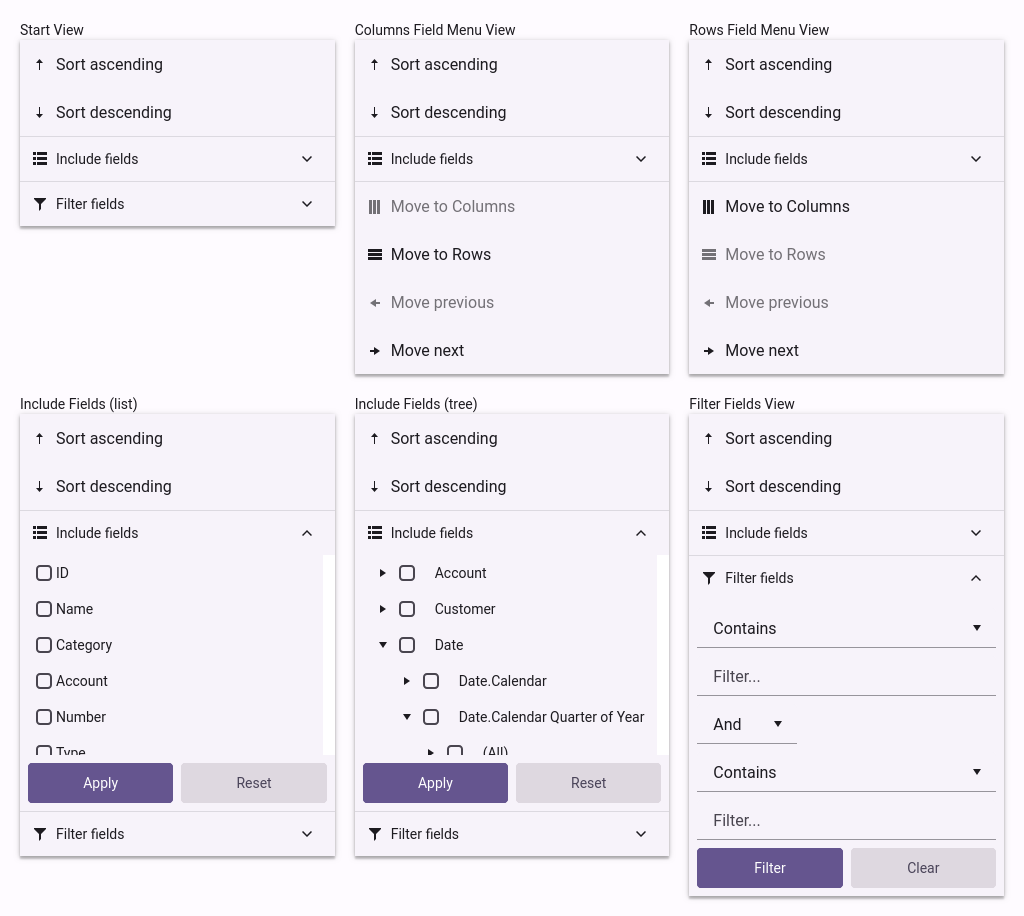 Start View
Sort ascending
Sort descending
Include fields
Filter fields
Columns Field Menu View
Sort ascending
Sort descending
Include fields
Move to Columns
Move to Rows
Move previous
Move next
Rows Field Menu View
Sort ascending
Sort descending
Include fields
Move to Columns
Move to Rows
Move previous
Move next
Include Fields (list)
Sort ascending
Sort descending
Include fields
ID
Name
Category
Account
Number
Type
Apply Reset
Filter fields
Include Fields (tree)
Sort ascending
Sort descending
Include fields
Account
Customer
Date
Date.Calendar
Date.Calendar Quarter of Year
(All)
Apply Reset
Filter fields
Filter Fields View
Sort ascending
Sort descending
Include fields
Filter fields
Contains
Filter...
And
Contains
Filter...
Filter Clear